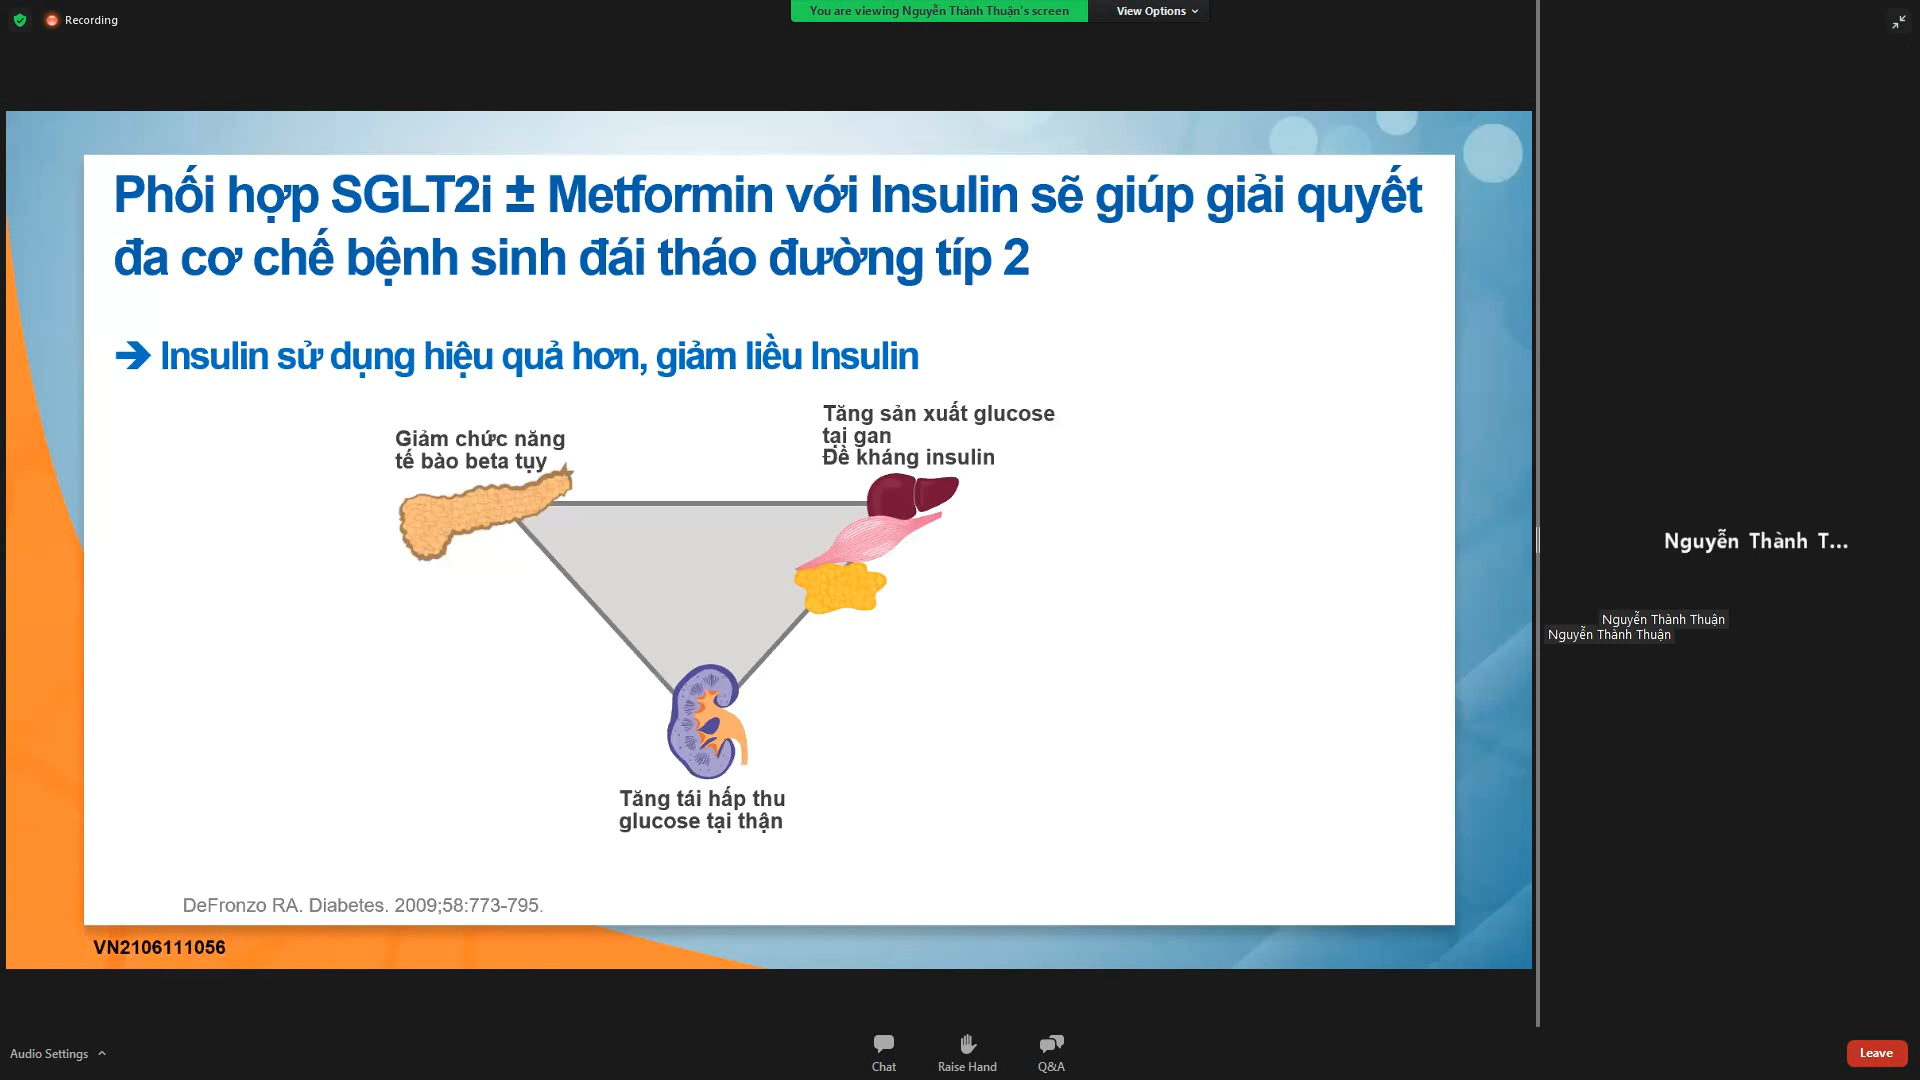 Recording
You are viewing Nguyễn Thành Thuận's screen
View Options
Phối hợp SGLT2i ± Metformin với Insulin sẽ giúp giải quyết
đa cơ chế bệnh sinh đái tháo đường típ 2
➔ Insulin sử dụng hiệu quả hơn, giảm liều Insulin
Giảm chức năng
tế bào beta tụy
Tăng sản xuất glucose
tại gan
Đề kháng insulin
Tăng tái hấp thu
glucose tại thận
DeFronzo RA. Diabetes. 2009;58:773-795.
VN2106111056
Nguyễn Thành T...
Nguyễn Thành Thuận
Nguyễn Thành Thuận
Audio Settings
Chat
Raise Hand
Q&A
Leave